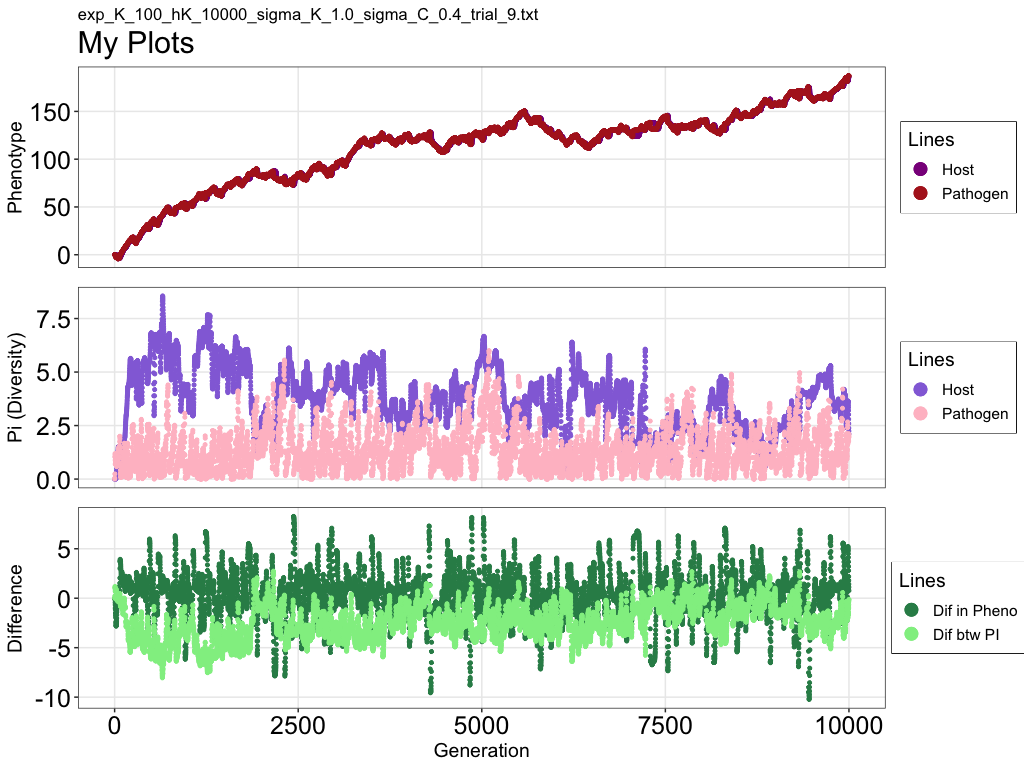 exp_K_100_hK_10000_sigma_K_1.0_sigma_C_0.4_trial_9.txt
My Plots
Phenotype
150
100
50
0
Lines
Host
Pathogen
Pi (Diversity)
7.5
5.0
2.5
0.0
Lines
Host
Pathogen
Difference
5
0
-5
-10
Lines
Dif in Pheno
Dif btw PI
0 2500 5000 7500 10000
Generation